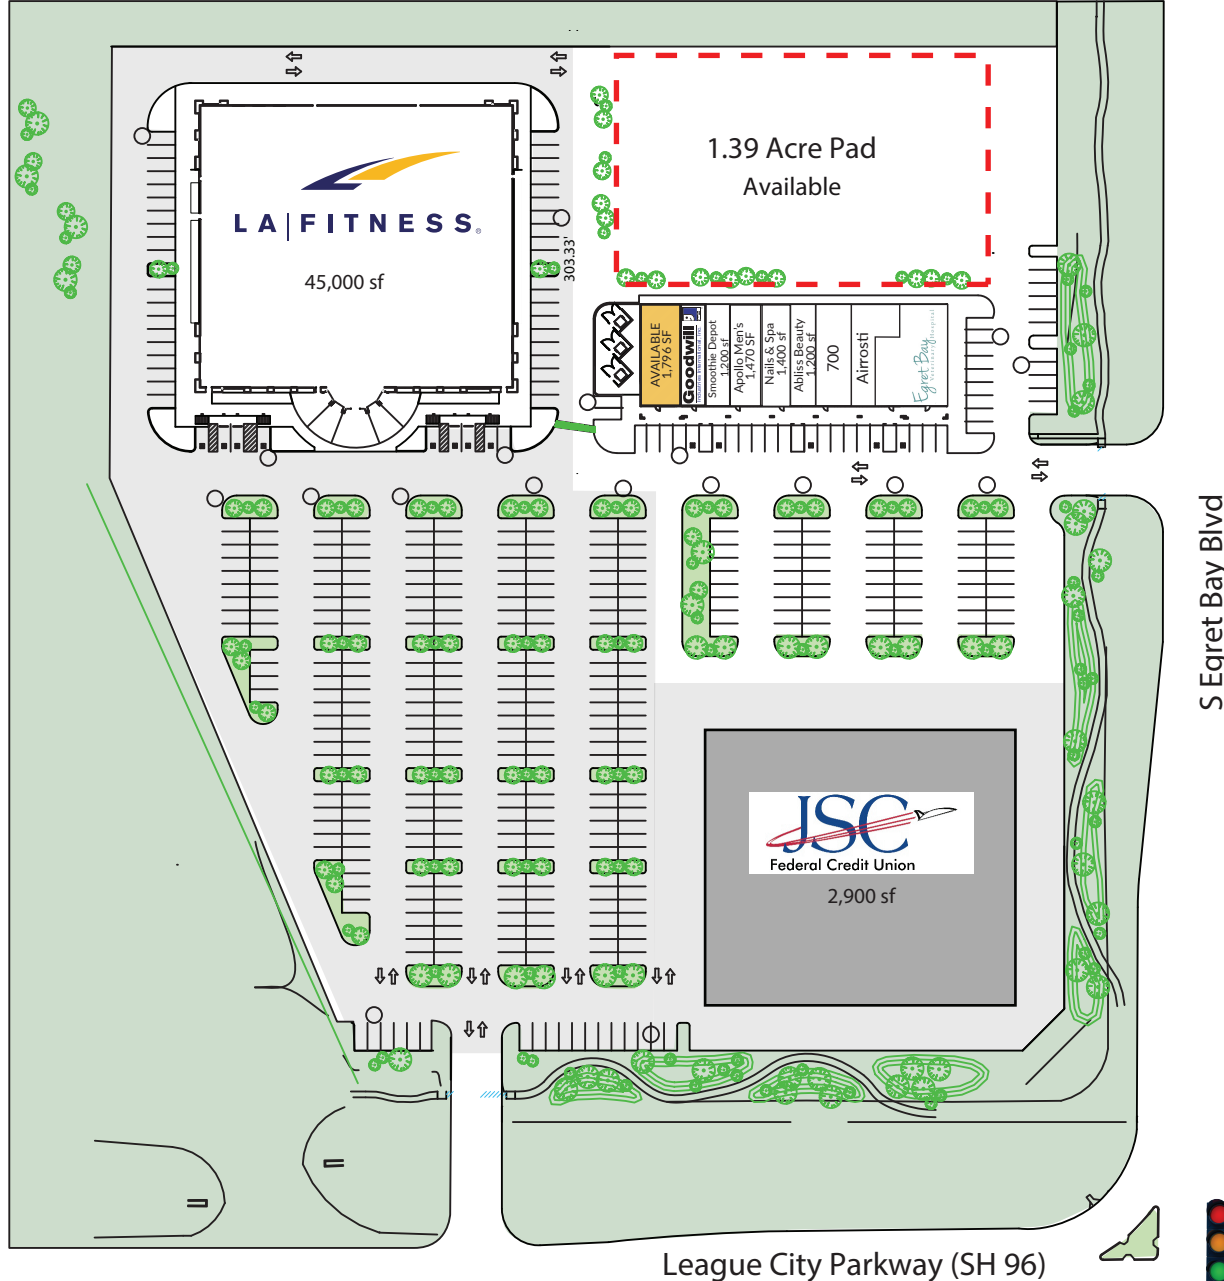 1.39 Acre Pad
Available
LA|FITNESS®
45,000 sf
303.33'
AVAILABLE
1,796 SF
Goodwill
Smoothie Depot
1,200 sf
Apollo Men's
1,470 SF
Nails & Spa
1,400 sf
Abliss Beauty
1,200 sf
700
Airrosti
Egret Bay
Veterinary Hospital
S Egret Bay Blvd
JSC
Federal Credit Union
2,900 sf
League City Parkway (SH 96)